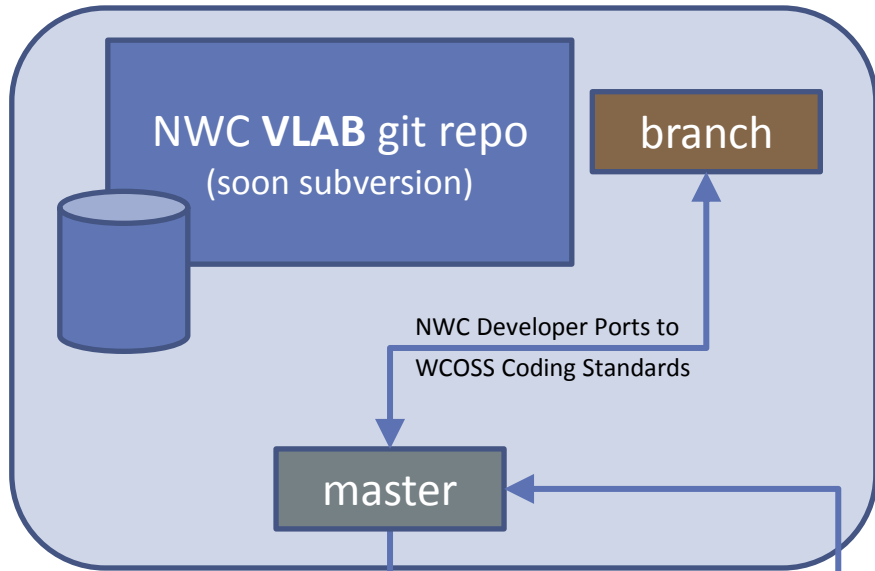 NWC VLAB git repo
(soon subversion)
branch
NWC Developer Ports to
WCOSS Coding Standards
master